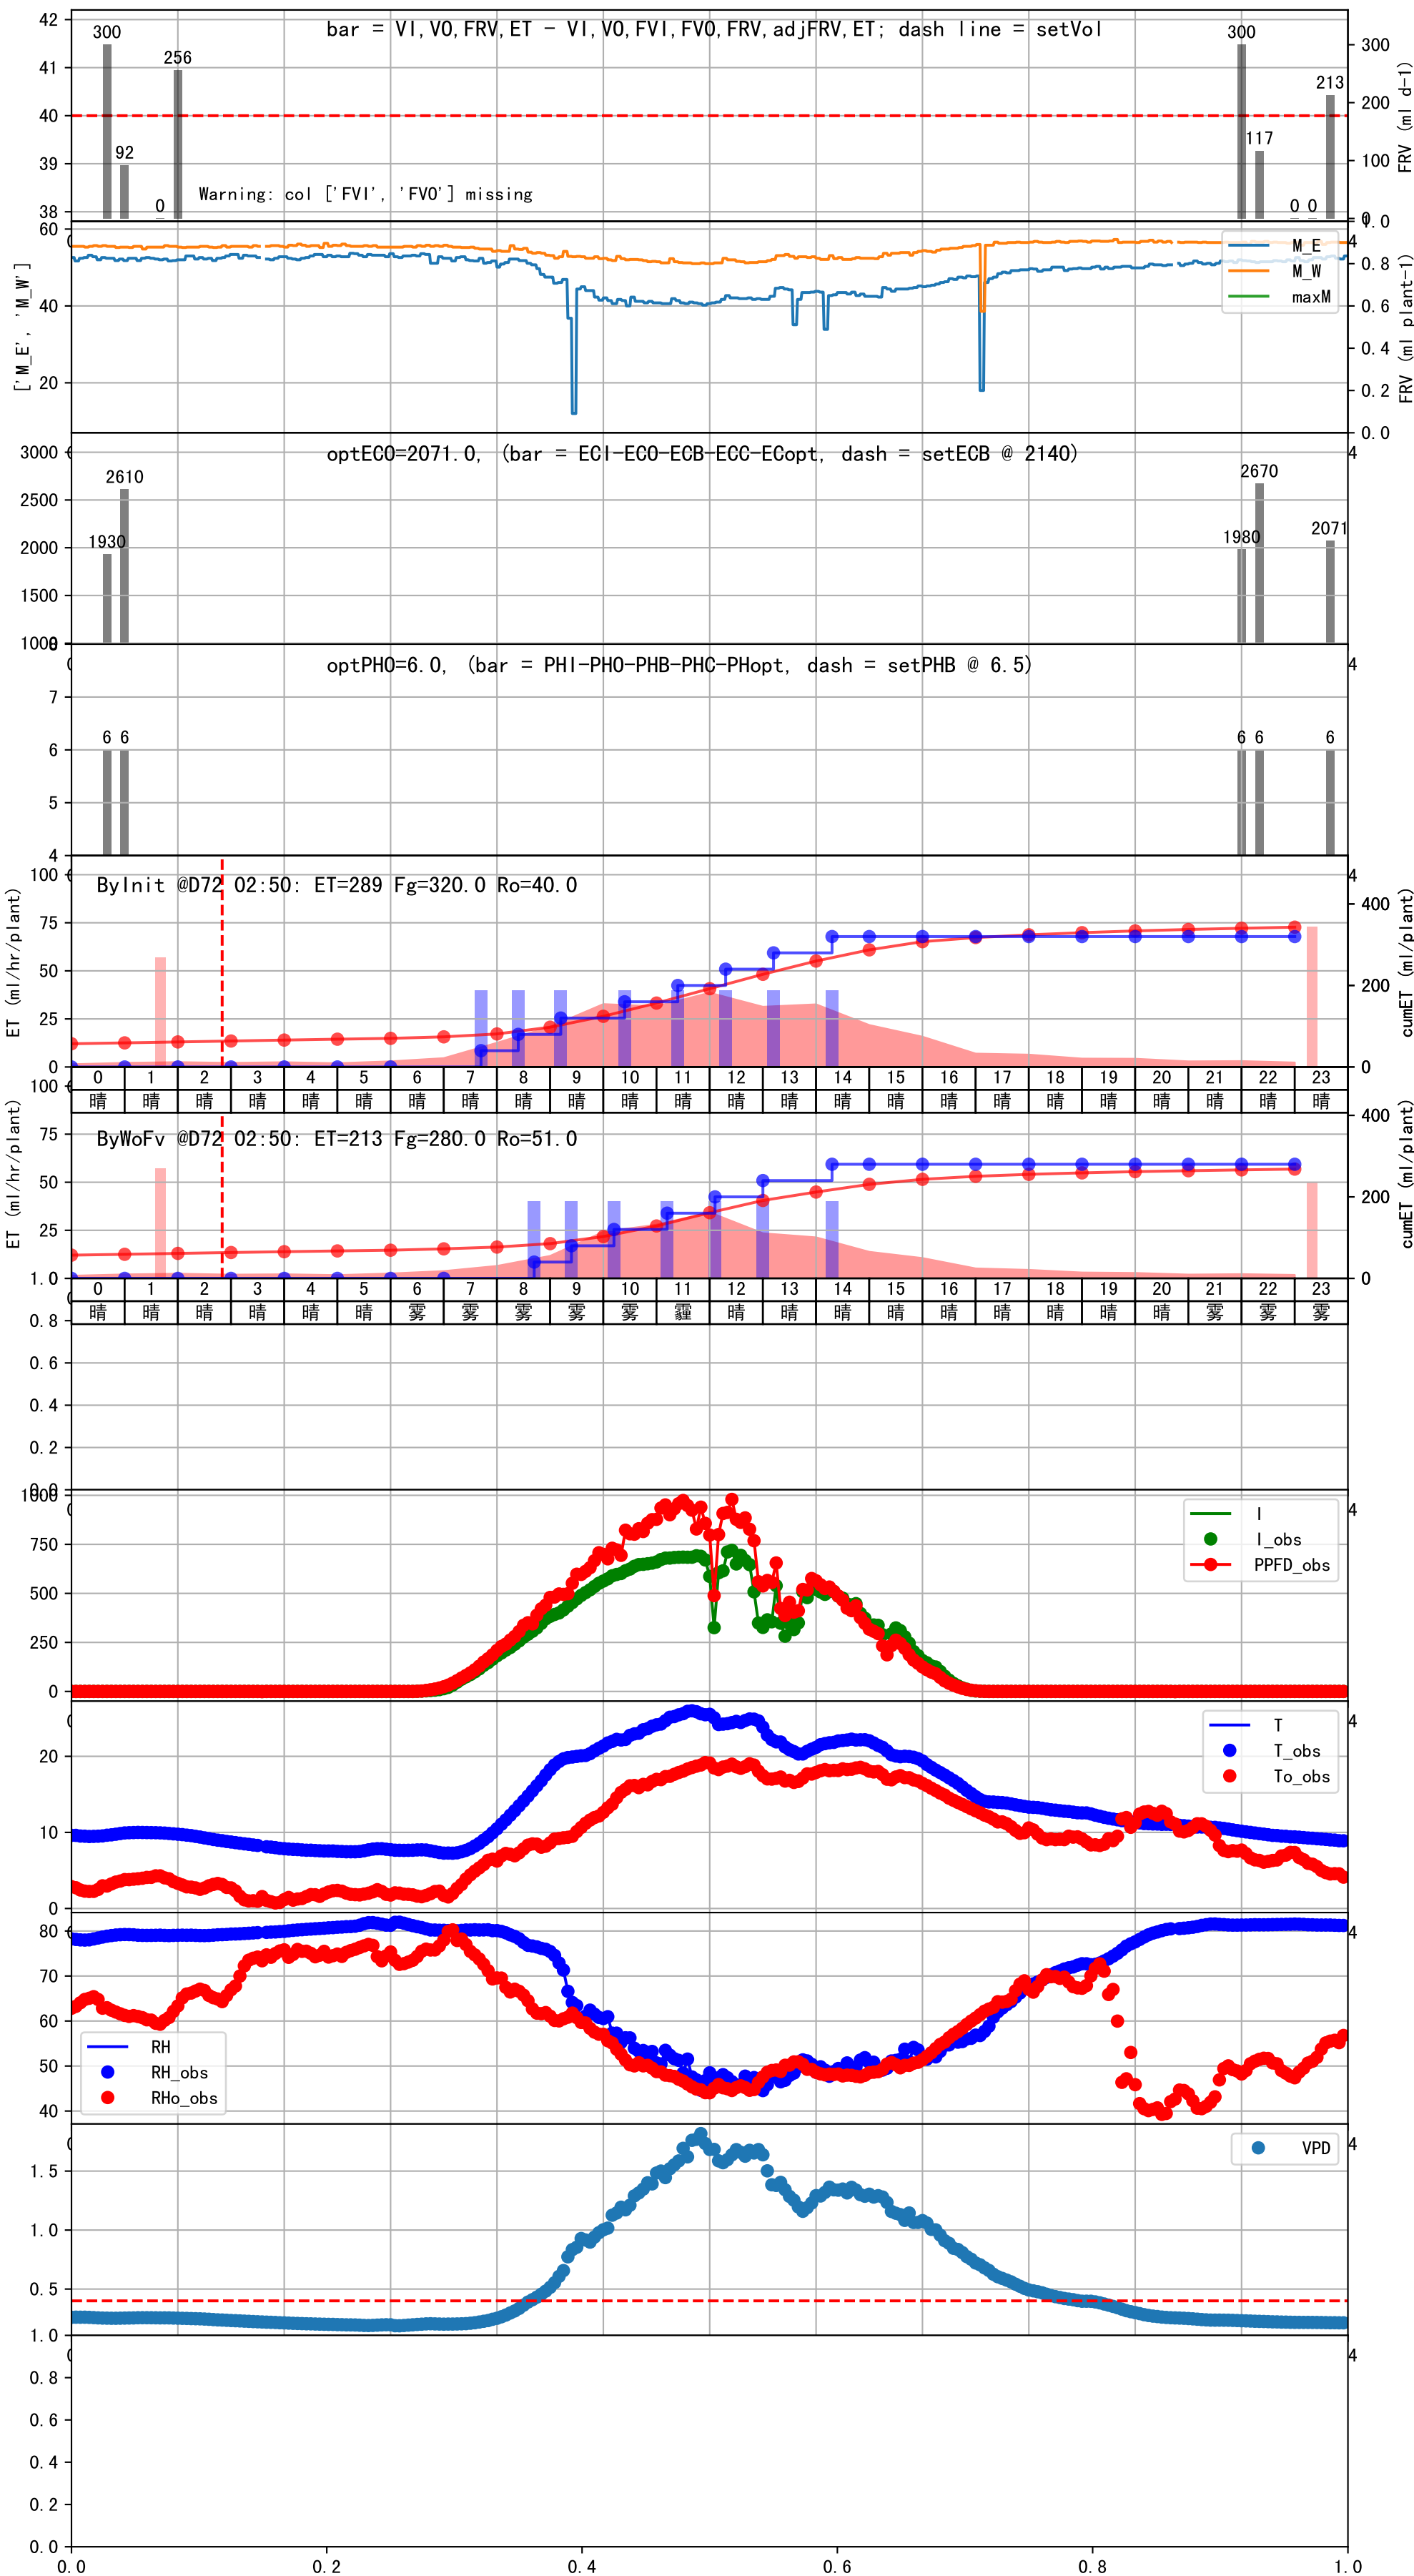 bar = VI,VO,FRV,ET - VI,VO,FVI,FVO,FRV,adjFRV,ET; dash line = setVol
42
41
40
39
38
300
92
0
256
300
117
0
0
213
Warning: col ['FVI', 'FVO'] missing
300
200
100
0
FRV (ml d-1)
60
40
20
['M_E', 'M_W']
M_E
M_W
maxM
1.0
0.8
0.6
0.4
0.2
0.0
FRV (ml plant-1)
optECO=2071.0, (bar = ECI-ECO-ECB-ECC-ECopt, dash = setECB @ 2140)
3000
2500
2000
1500
1000
1930
2610
1980
2670
2071
optPHO=6.0, (bar = PHI-PHO-PHB-PHC-PHopt, dash = setPHB @ 6.5)
7
6
5
4
6
6
6
6
6
ByInit @D72 02:50: ET=289 Fg=320.0 Ro=40.0
100
75
50
25
0
ET (ml/hr/plant)
400
200
0
cumET (ml/plant)
0 1 2 3 4 5 6 7 8 9 10 11 12 13 14 15 16 17 18 19 20 21 22 23
晴 晴 晴 晴 晴 晴 晴 晴 晴 晴 晴 晴 晴 晴 晴 晴 晴 晴 晴 晴 晴 晴 晴 晴
ByWoFv @D72 02:50: ET=213 Fg=280.0 Ro=51.0
100
75
50
25
ET (ml/hr/plant)
400
200
0
cumET (ml/plant)
0 1 2 3 4 5 6 7 8 9 10 11 12 13 14 15 16 17 18 19 20 21 22 23
晴 晴 晴 晴 晴 晴 雾 雾 雾 雾 雾 霾 晴 晴 晴 晴 晴 晴 晴 晴 晴 雾 雾 雾
1.0
0.8
0.6
0.4
0.2
0.0
1000
750
500
250
0
I
I_obs
PPFD_obs
20
10
0
T
T_obs
To_obs
80
70
60
50
40
RH
RH_obs
RHo_obs
1.5
1.0
0.5
VPD
1.0
0.8
0.6
0.4
0.2
0.0
0.0 0.2 0.4 0.6 0.8 1.0